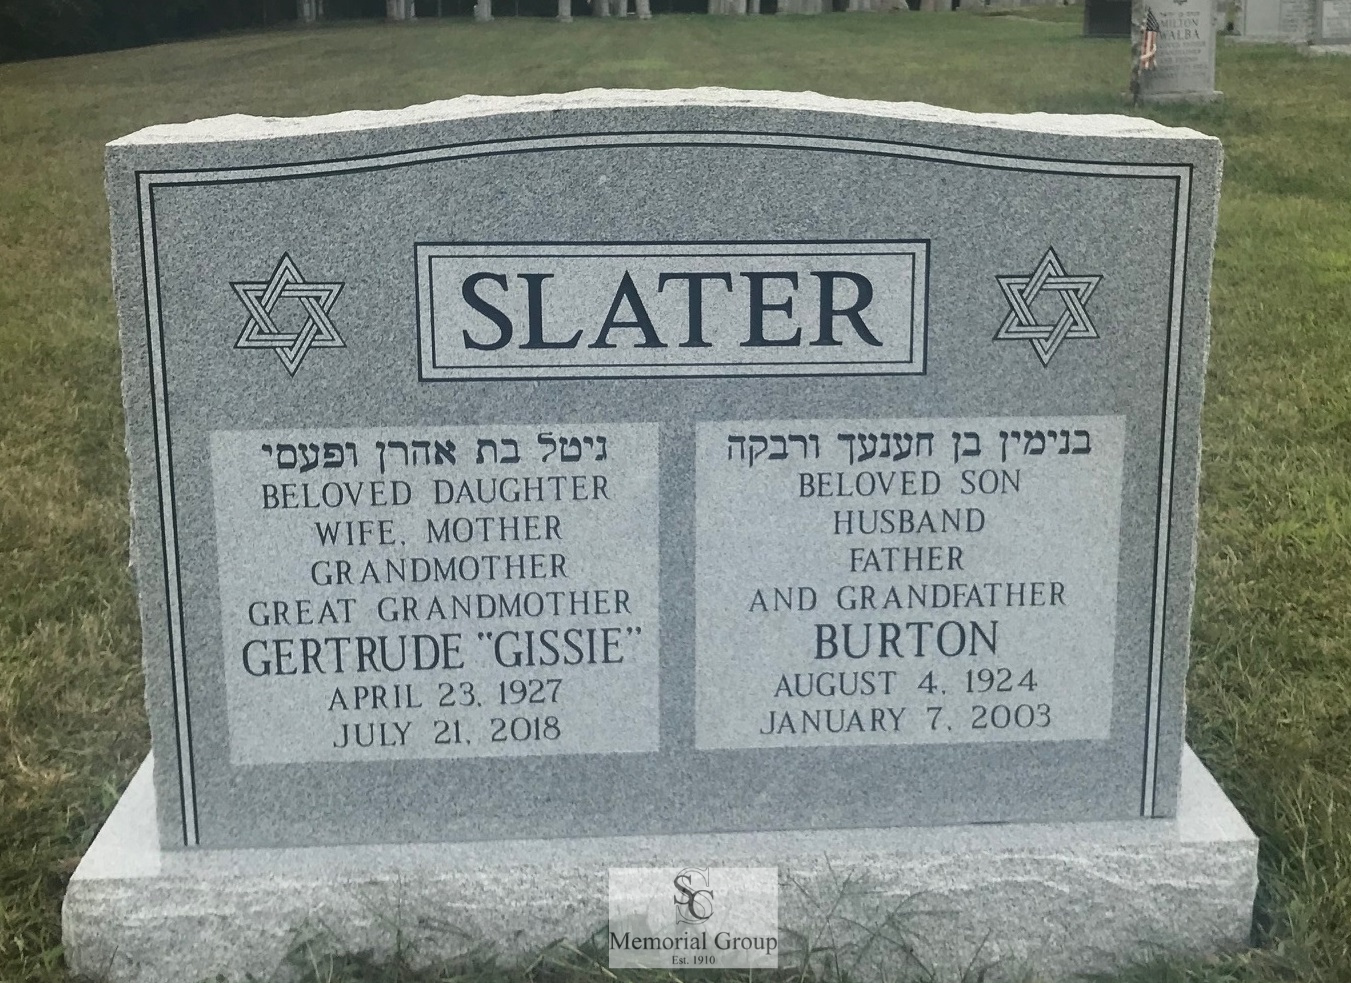 SLATER
גיטל בת אהרן ופעסי
BELOVED DAUGHTER
WIFE, MOTHER
GRANDMOTHER
GREAT GRANDMOTHER
GERTRUDE "GISSIE"
APRIL 23, 1927
JULY 21, 2018
בנימין בן חענעך ורבקה
BELOVED SON
HUSBAND
FATHER
AND GRANDFATHER
BURTON
AUGUST 4, 1924
JANUARY 7, 2003
MILTON
WALBA
SC
Memorial Group
Est. 1910